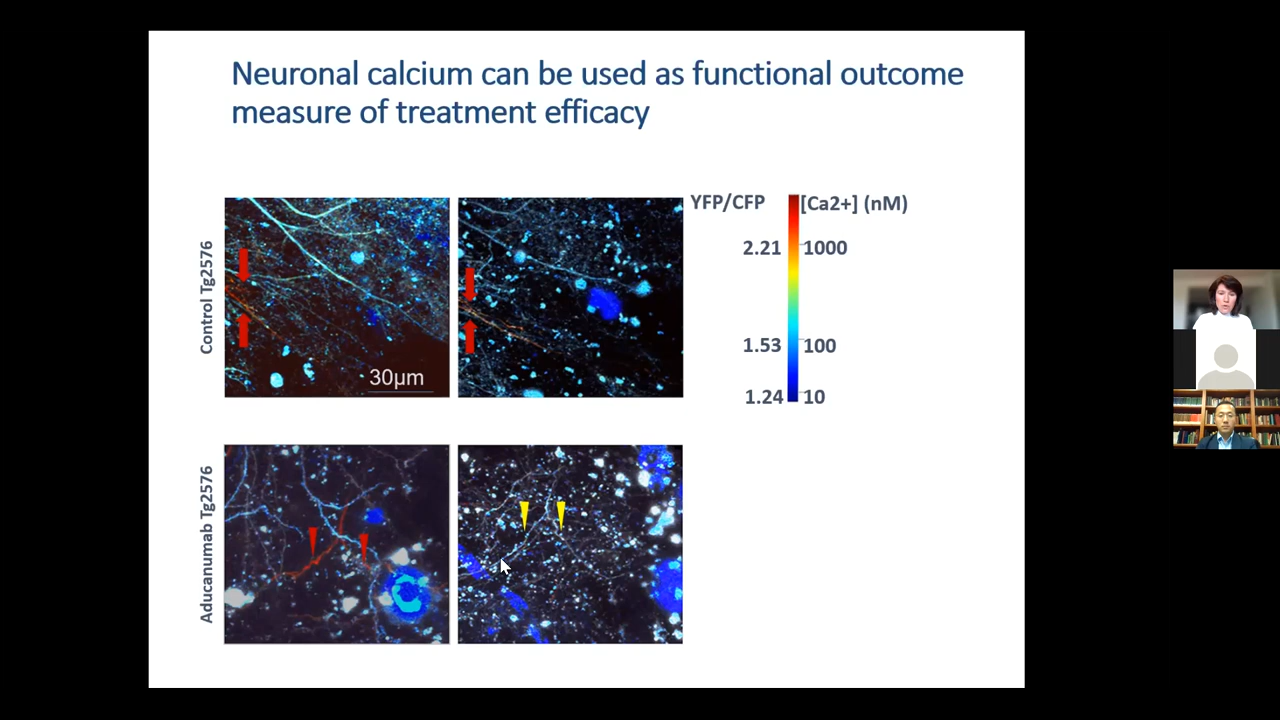 Neuronal calcium can be used as functional outcome
measure of treatment efficacy
Control Tg2576
30µm
YFP/CFP [Ca2+] (nM)
2.21 1000
1.53 100
1.24 10
Aducanumab Tg2576